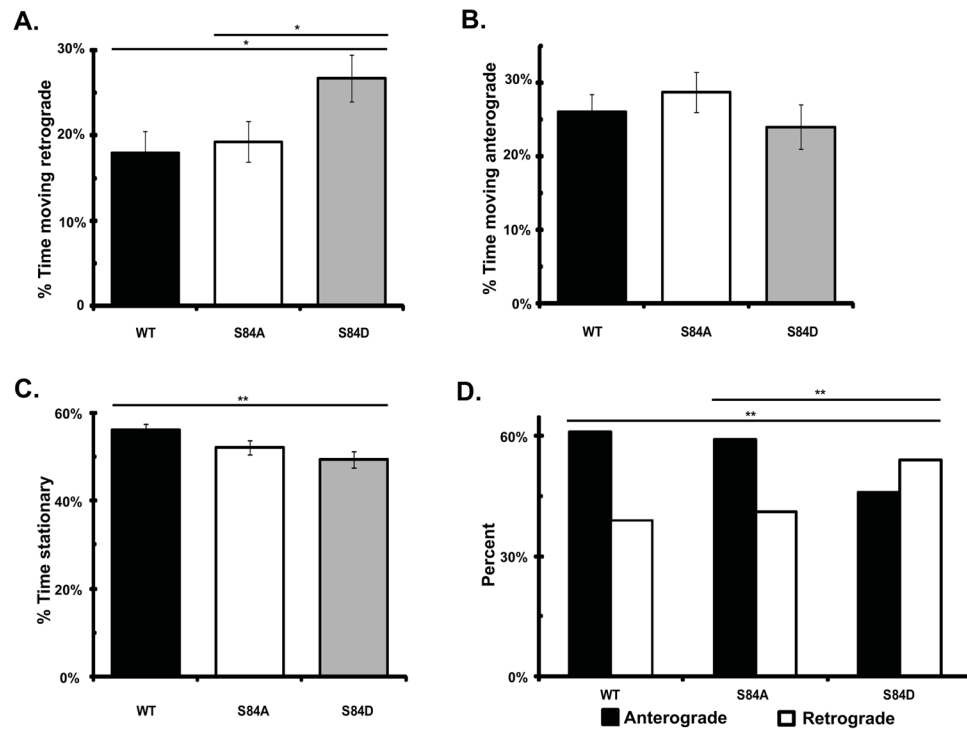 A.
*
*
% Time moving retrograde
30%
20%
10%
0
WT
S84A
S84D
B.
% Time moving anterograde
30%
20%
10%
0%
WT
S84A
S84D
C.
**
% Time stationary
60%
40%
20%
0%
WT
S84A
S84D
D.
**
**
Percent
60%
30%
0%
WT
S84A
S84D
Anterograde
Retrograde